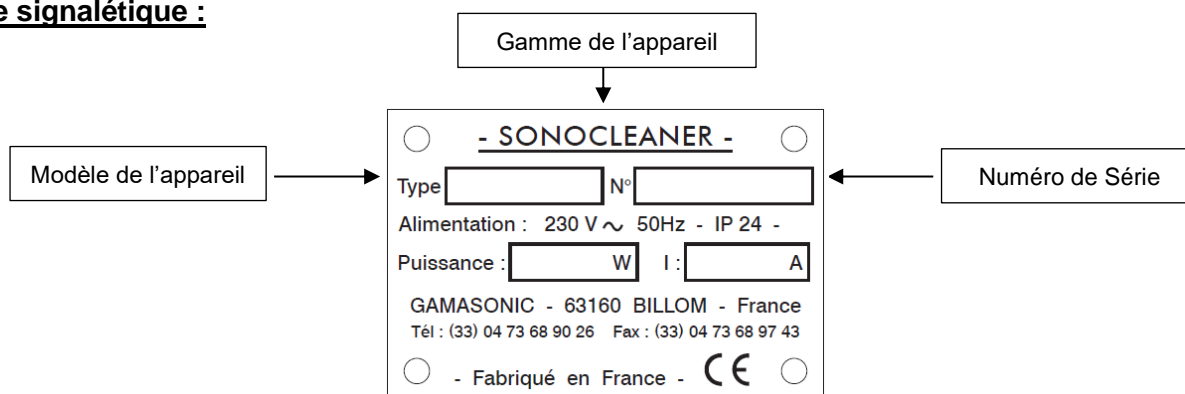 e signalétique :
Gamme de l’appareil
- SONOCLEANER -
Modèle de l’appareil
Numéro de Série
Type N°
Alimentation : 230 V ~ 50Hz - IP 24 -
Puissance : W I : A
GAMASONIC - 63160 BILLOM - France
Tél : (33) 04 73 68 90 26 Fax : (33) 04 73 68 97 43
- Fabriqué en France - CE